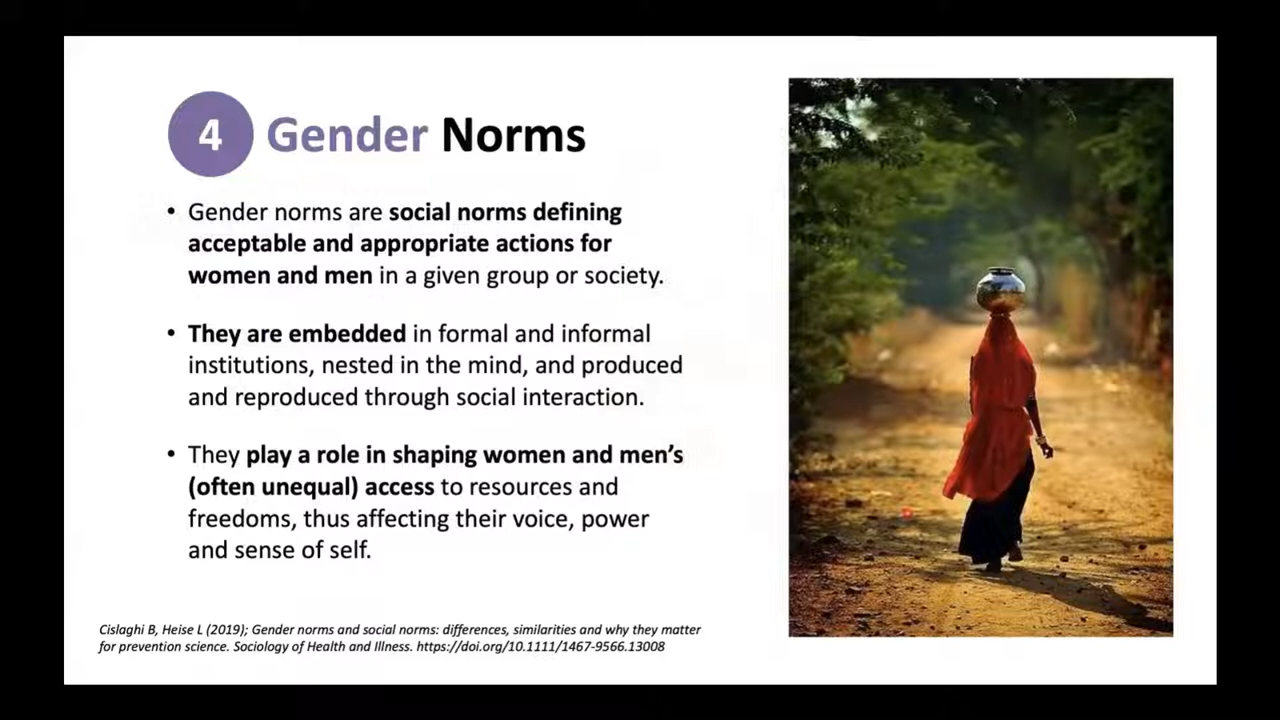 4 Gender Norms
• Gender norms are social norms defining
acceptable and appropriate actions for
women and men in a given group or society.
• They are embedded in formal and informal
institutions, nested in the mind, and produced
and reproduced through social interaction.
• They play a role in shaping women and men’s
(often unequal) access to resources and
freedoms, thus affecting their voice, power
and sense of self.
Cislaghi B, Heise L (2019); Gender norms and social norms: differences, similarities and why they matter
for prevention science. Sociology of Health and Illness. https://doi.org/10.1111/1467-9566.13008